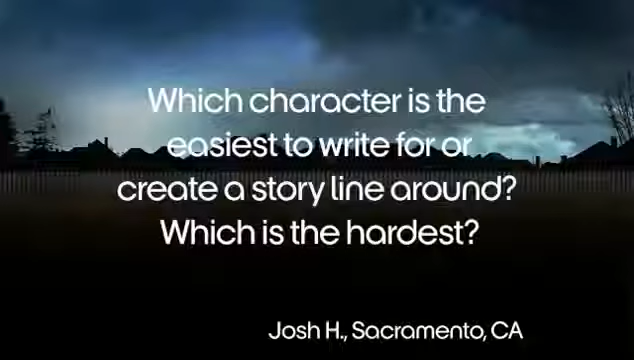 Which character is the
easiest to write for or
create a story line around?
Which is the hardest?
Josh H., Sacramento, CA